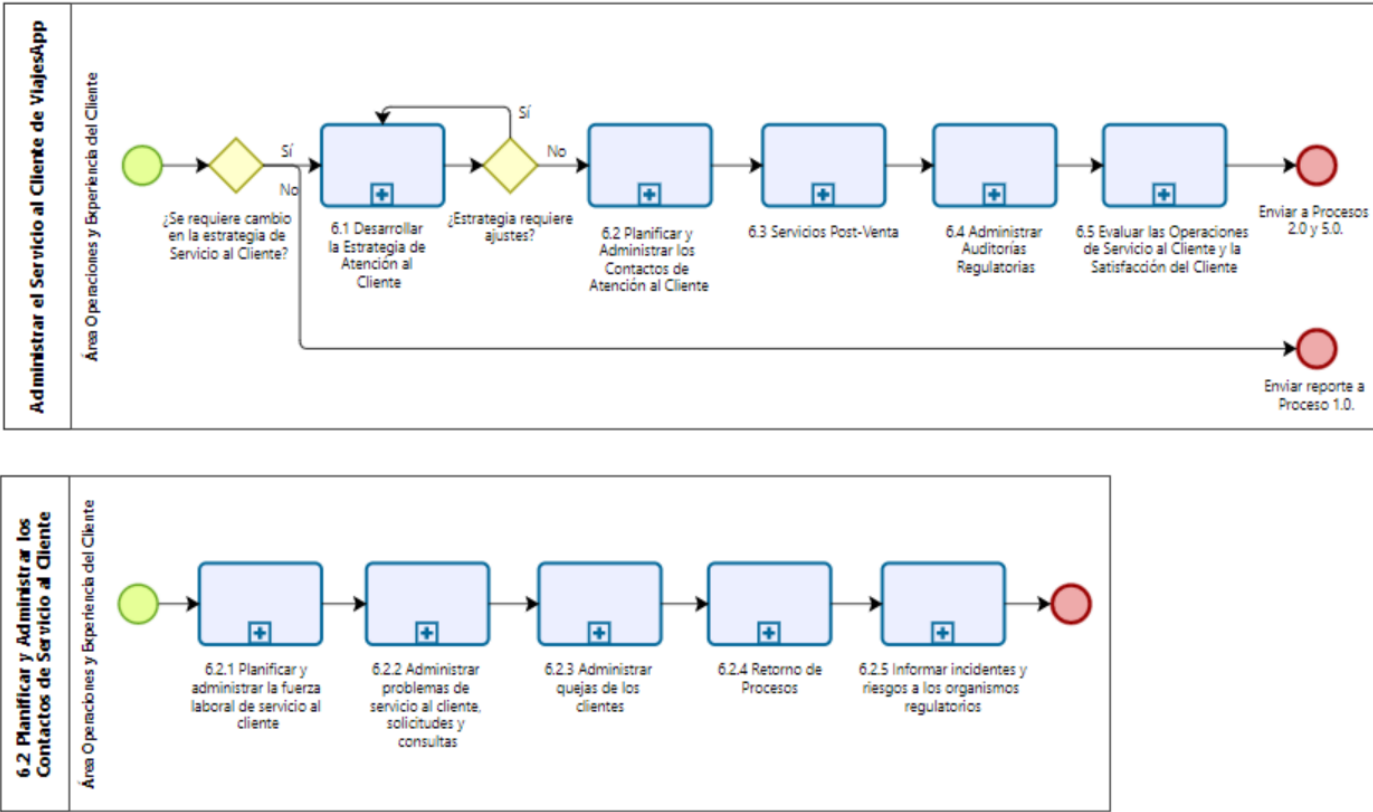 Administrar el Servicio al Cliente de ViajesApp
Área Operaciones y Experiencia del Cliente
¿Se requiere cambio
en la estrategia de
Servicio al Cliente?
Sí
No
6.1 Desarrollar
la Estrategia de
Atención al
Cliente
¿Estrategia requiere
ajustes?
Sí
No
6.2 Planificar y
Administrar los
Contactos de
Atención al Cliente
6.3 Servicios Post-Venta
6.4 Administrar
Auditorías
Regulatorias
6.5 Evaluar las Operaciones
de Servicio al Cliente y la
Satisfacción del Cliente
Enviar a Procesos
2.0 y 5.0.
Enviar reporte a
Proceso 1.0.
6.2 Planificar y Administrar los
Contactos de Servicio al Cliente
Área Operaciones y Experiencia del Cliente
6.2.1 Planificar y
administrar la fuerza
laboral de servicio al
cliente
6.2.2 Administrar
problemas de
servicio al cliente,
solicitudes y
consultas
6.2.3 Administrar
quejas de los
clientes
6.2.4 Retorno de
Procesos
6.2.5 Informar incidentes y
riesgos a los organismos
regulatorios